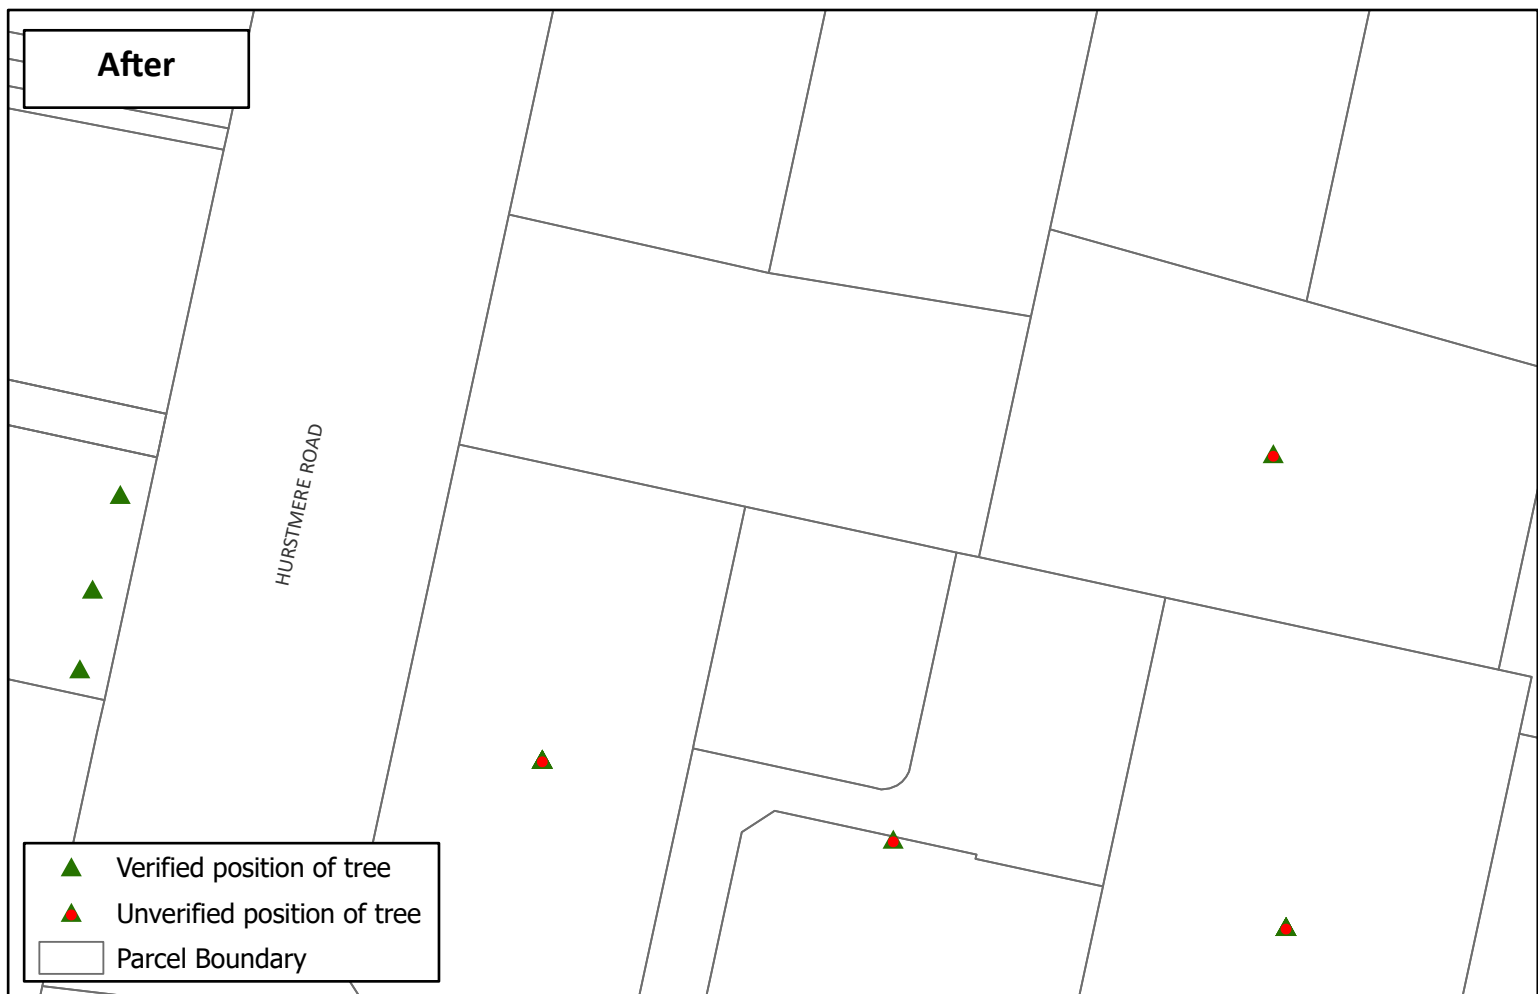 After
HURSTMERE ROAD
Verified position of tree
Unverified position of tree
Parcel Boundary